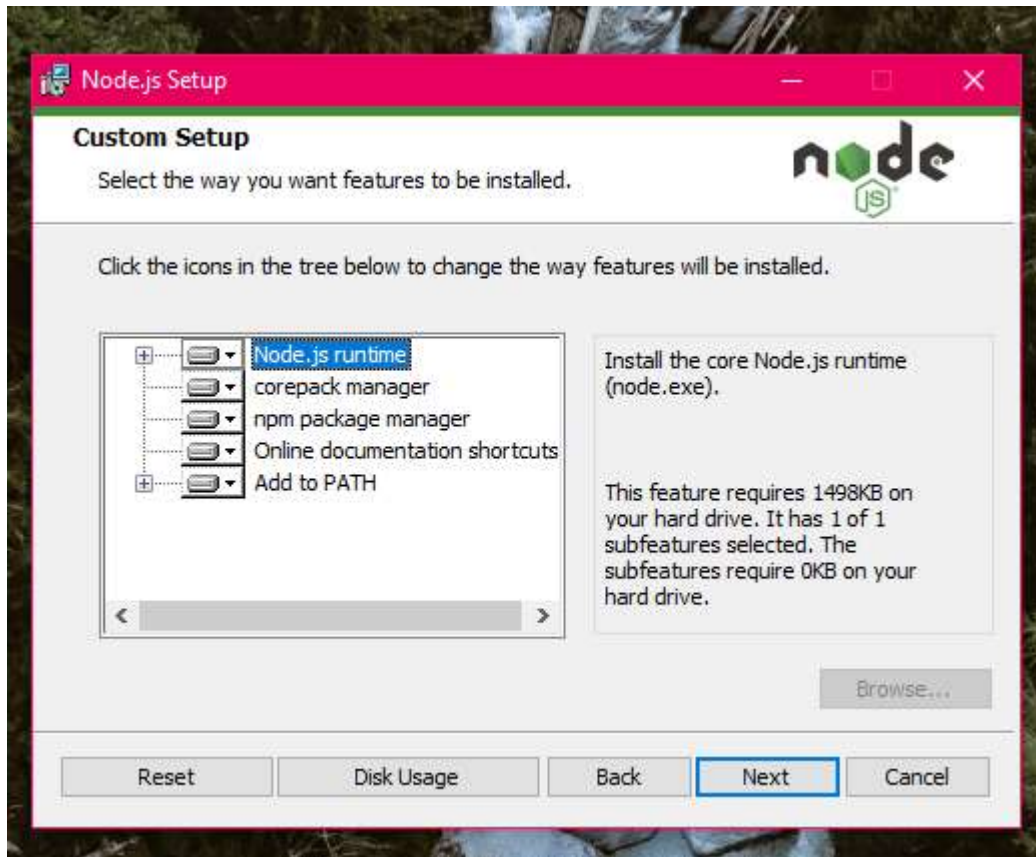 Node.js Setup
Custom Setup
Select the way you want features to be installed.
node
JS
Click the icons in the tree below to change the way features will be installed.
Node.js runtime
corepack manager
npm package manager
Online documentation shortcuts
Add to PATH
Install the core Node.js runtime
(node.exe).
This feature requires 1498KB on
your hard drive. It has 1 of 1
subfeatures selected. The
subfeatures require 0KB on your
hard drive.
Browse...
Reset
Disk Usage
Back
Next
Cancel